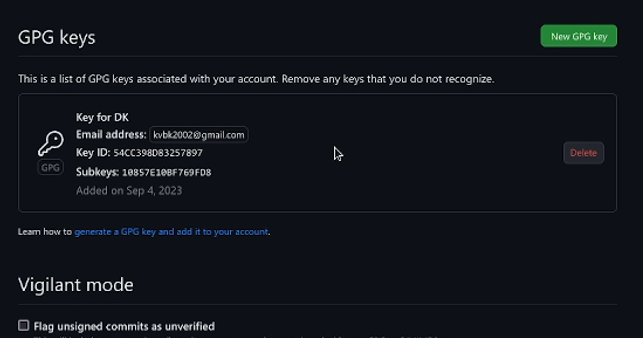 GPG keys
New GPG key
This is a list of GPG keys associated with your account. Remove any keys that you do not recognize.
Key for DK
Email address: kvbk2002@gmail.com
Key ID: 54CC398D83257897
Subkeys: 10857E10BF769FD8
GPG
Added on Sep 4, 2023
Delete
Learn how to generate a GPG key and add it to your account.
Vigilant mode
Flag unsigned commits as unverified